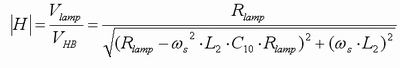 |H| = V_lamp / V_HB = R_lamp / √((R_lamp − ω_s² · L_2 · C_10 · R_lamp)² + (ω_s · L_2)²)